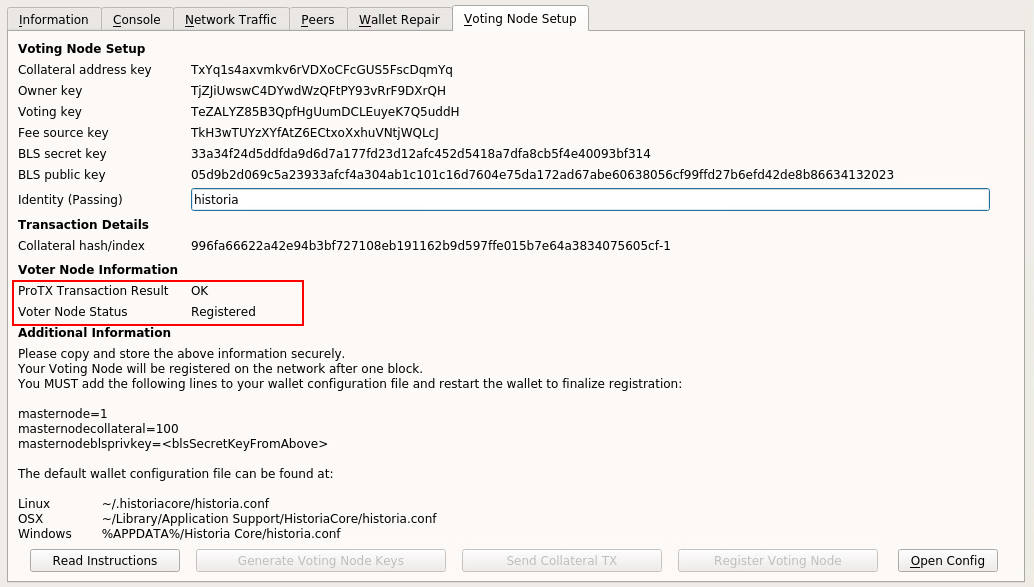 Information Console Network Traffic Peers Wallet Repair Voting Node Setup
Voting Node Setup
Collateral address key TxYq1s4axvmkv6rVDXoCFcGUS5FscDqmYq
Owner key TjZJiUwswC4DYwdWzQFtPY93vRrF9DXrQH
Voting key TeZALYZ85B3QpfHgUumDCLEuyeK7Q5uddH
Fee source key TkH3wTUYzXYfAtZ6ECtxoXxhuVNtjWQLcJ
BLS secret key 33a34f24d5ddfda9d6d7a177fd23d12afc452d5418a7dfa8cb5f4e40093bf314
BLS public key 05d9b2d069c5a23933afcf4a304ab1c101c16d7604e75da172ad67abe60638056cf99ffd27b6efd42de8b86634132023
Identity (Passing) historia
Transaction Details
Collateral hash/index 996fa66622a42e94b3bf727108eb191162b9d597ffe015b7e64a3834075605cf-1
Voter Node Information
ProTX Transaction Result OK
Voter Node Status Registered
Additional Information
Please copy and store the above information securely.
Your Voting Node will be registered on the network after one block.
You MUST add the following lines to your wallet configuration file and restart the wallet to finalize registration:
masternode=1
masternodecollateral=100
masternodeblsprivkey=<blsSecretKeyFromAbove>
The default wallet configuration file can be found at:
Linux ~/.historiacore/historia.conf
OSX ~/Library/Application Support/HistoriaCore/historia.conf
Windows %APPDATA%/Historia Core/historia.conf
Read Instructions Generate Voting Node Keys Send Collateral TX Register Voting Node Open Config